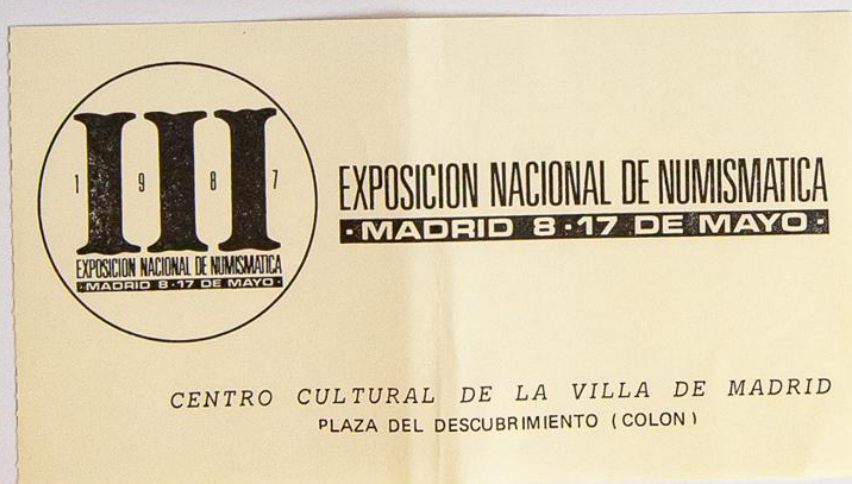 III
1 9 8 7
EXPOSICION NACIONAL DE NUMISMATICA
· MADRID 8 · 17 DE MAYO ·
EXPOSICION NACIONAL DE NUMISMATICA
· MADRID 8 · 17 DE MAYO ·
CENTRO CULTURAL DE LA VILLA DE MADRID
PLAZA DEL DESCUBRIMIENTO (COLON)